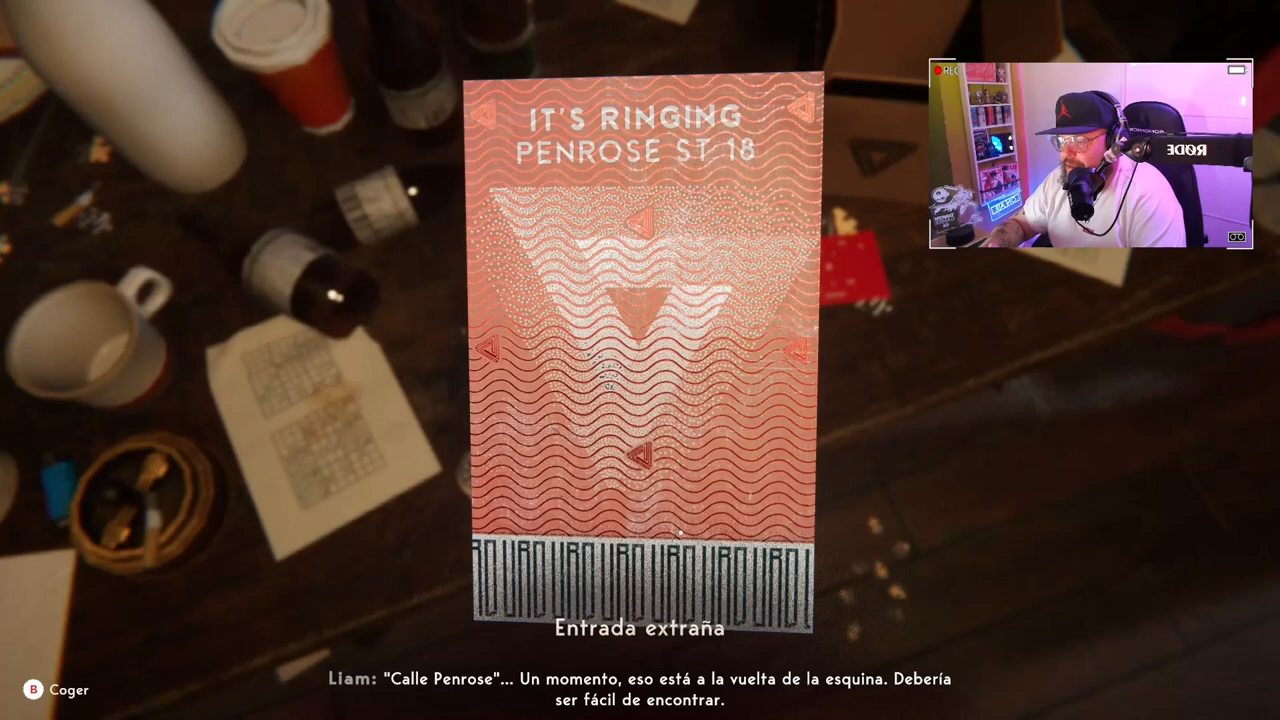 IT'S RINGING
PENROSE ST 18
REC
RØDE
Entrada extraña
Liam: "Calle Penrose"... Un momento, eso está a la vuelta de la esquina. Debería
ser fácil de encontrar.
B Coger